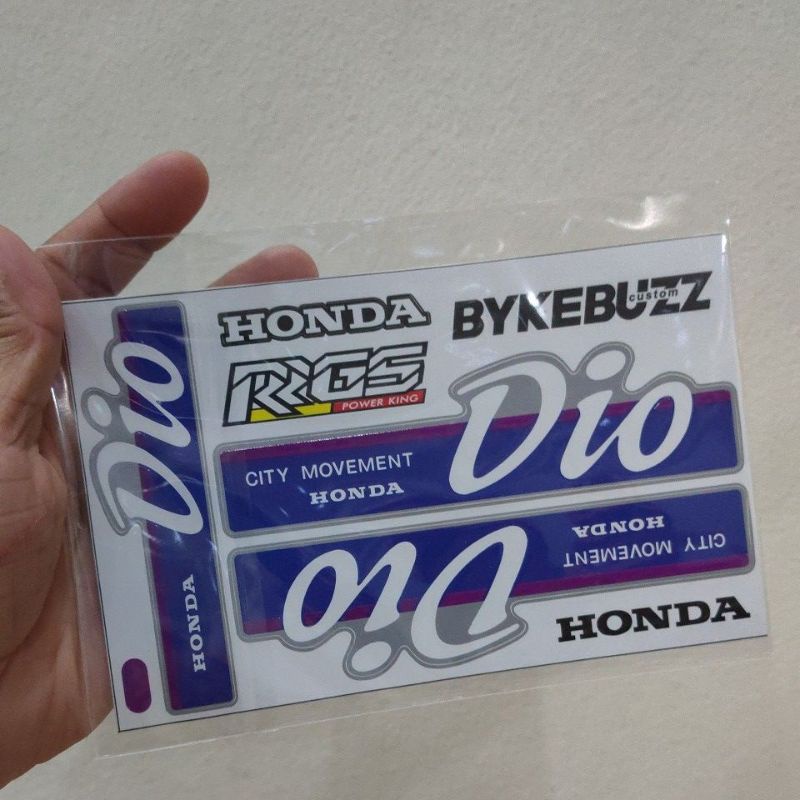 HONDA
BYKEBUZZ
custom
RRGS
POWER KING
Dio
HONDA
Dio
CITY MOVEMENT
HONDA
Dio
CITY MOVEMENT
HONDA
HONDA